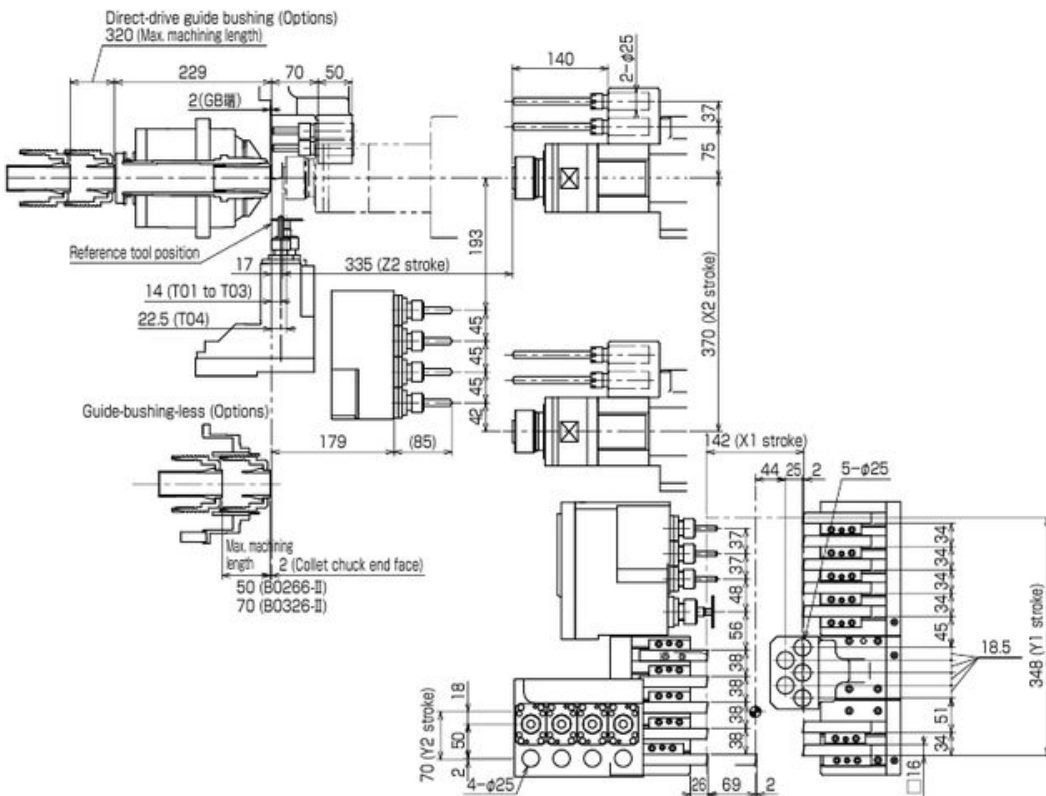 Direct-drive guide bushing (Options)
320 (Max. machining length)
229
70
50
140
2-φ25
2(GB端)
37
75
Reference tool position
193
17
335 (Z2 stroke)
14 (T01 to T03)
22.5 (T04)
45
45
45
42
370 (X2 stroke)
Guide-bushing-less (Options)
179
(85)
142 (X1 stroke)
44
25
2
5-φ25
Max. machining
length
2 (Collet chuck end face)
50 (B0266-II)
70 (B0326-II)
37
37
48
56
38
38
38
38
34
34
34
34
45
18.5
51
34
348 (Y1 stroke)
□16
18
50
2
70 (Y2 stroke)
4-φ25
26
69
2